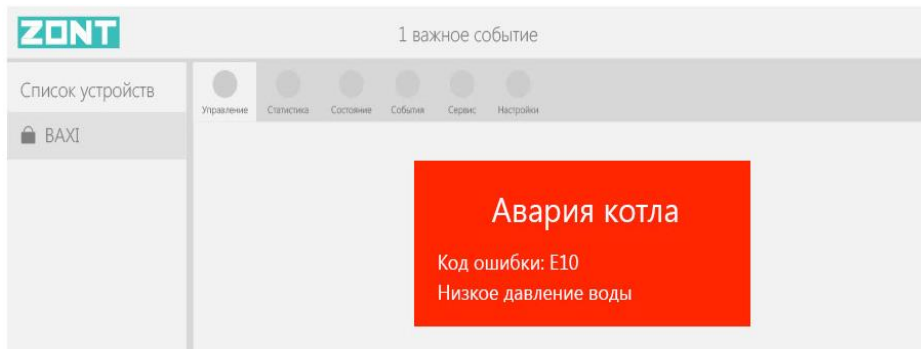 ZONT
1 важное событие
Список устройств
Управление Статистика Состояние События Сервис Настройки
BAXI
Авария котла
Код ошибки: E10
Низкое давление воды